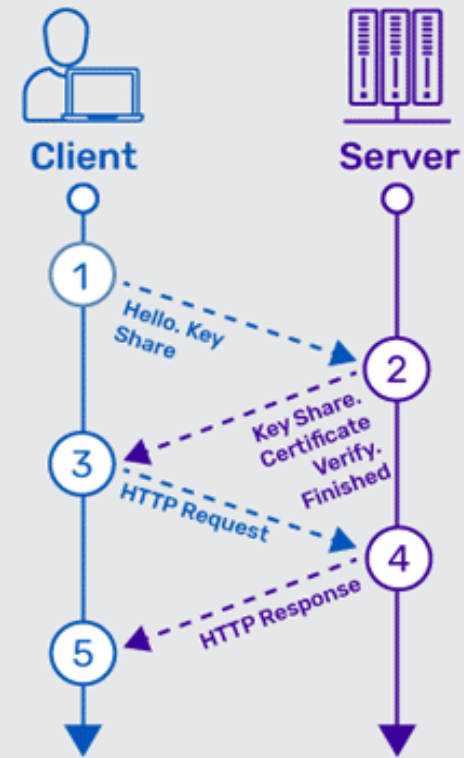 Client
Server
1
Hello. Key
Share
2
Key Share.
Certificate
Verify.
Finished
3
HTTP Request
4
HTTP Response
5